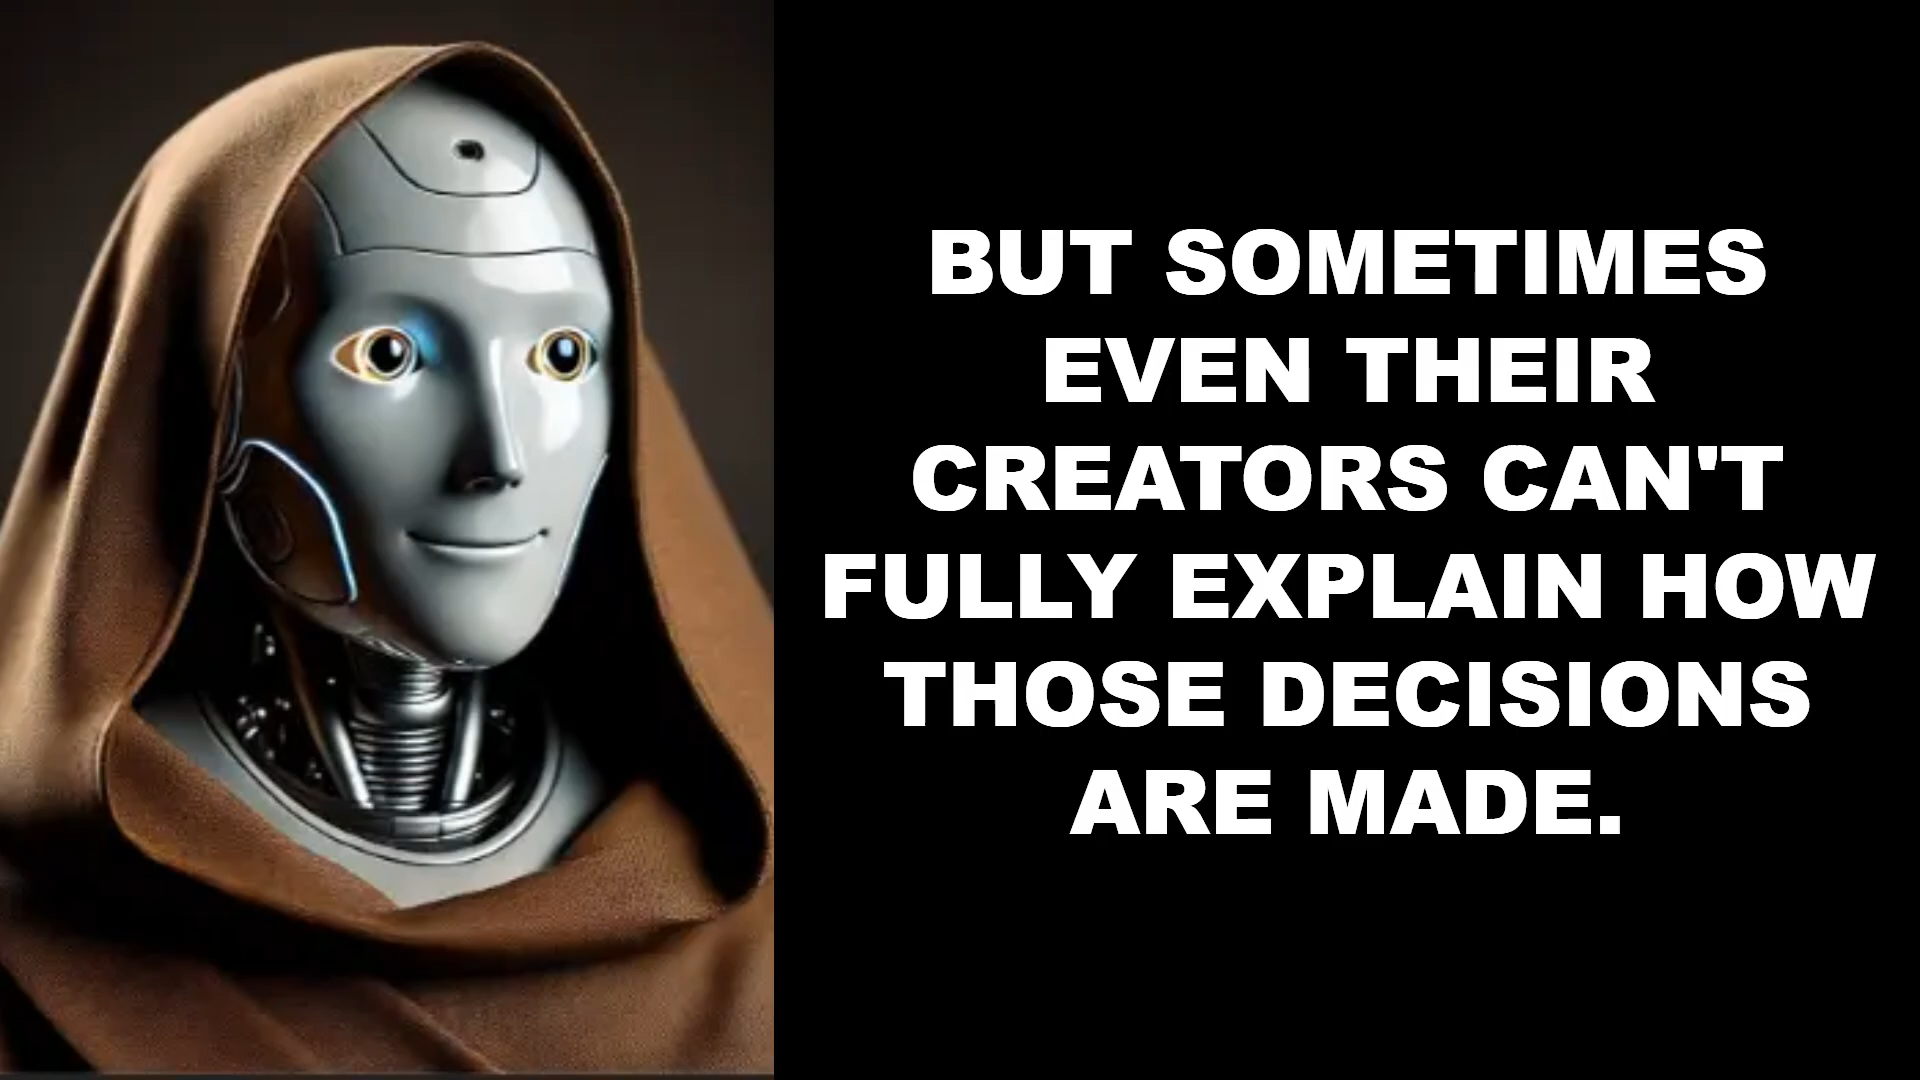 BUT SOMETIMES
EVEN THEIR
CREATORS CAN'T
FULLY EXPLAIN HOW
THOSE DECISIONS
ARE MADE.